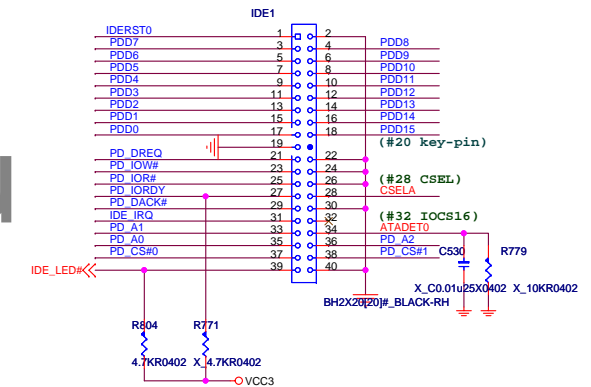 IDE1
IDERST0 1 2
PDD7 3 4 PDD8
PDD6 5 6 PDD9
PDD5 7 8 PDD10
PDD4 9 10 PDD11
PDD3 11 12 PDD12
PDD2 13 14 PDD13
PDD1 15 16 PDD14
PDD0 17 18 PDD15
19 (#20 key-pin)
PD_DREQ 21 22
PD_IOW# 23 24 (#28 CSEL)
PD_IOR# 25 26
PD_IORDY 27 28 CSELA
PD_DACK# 29 30
IDE_IRQ 31 32 (#32 IOCS16)
PD_A1 33 34 ATADET0
PD_A0 35 36 PD_A2
PD_CS#0 37 38 PD_CS#1 C530 R779
IDE_LED# 39 40
X_C0.01u25X0402 X_10KR0402
BH2X20[20]#_BLACK-RH
R804 R771
4.7KR0402 X_4.7KR0402
VCC3